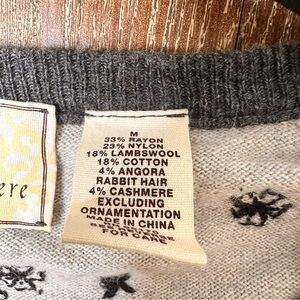 ere
M
33% RAYON
23% NYLON
18% LAMBSWOOL
18% COTTON
4% ANGORA
RABBIT HAIR
4% CASHMERE
EXCLUDING
ORNAMENTATION
MADE IN CHINA
FOR CARE